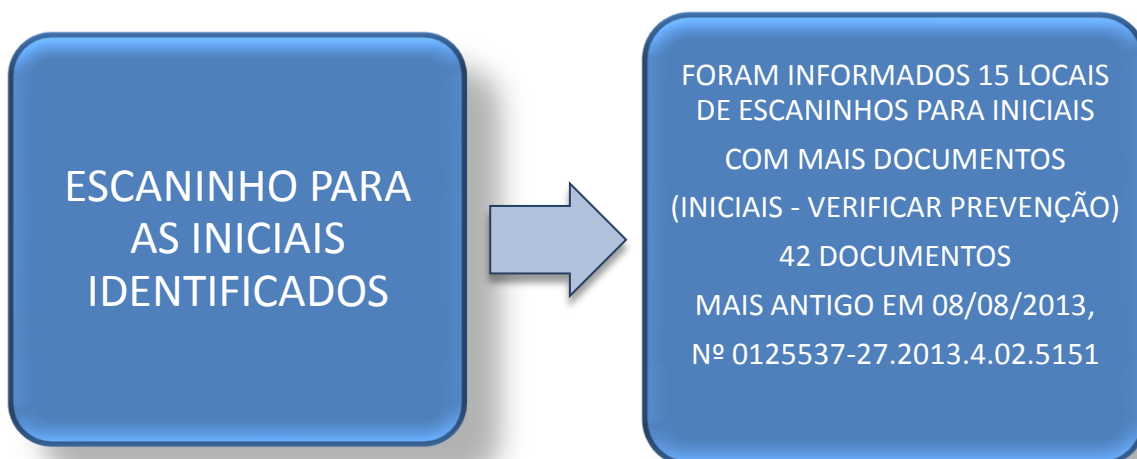 ESCANINHO PARA
AS INICIAIS
IDENTIFICADOS
FORAM INFORMADOS 15 LOCAIS
DE ESCANINHOS PARA INICIAIS
COM MAIS DOCUMENTOS
(INICIAIS - VERIFICAR PREVENÇÃO)
42 DOCUMENTOS
MAIS ANTIGO EM 08/08/2013,
Nº 0125537-27.2013.4.02.5151